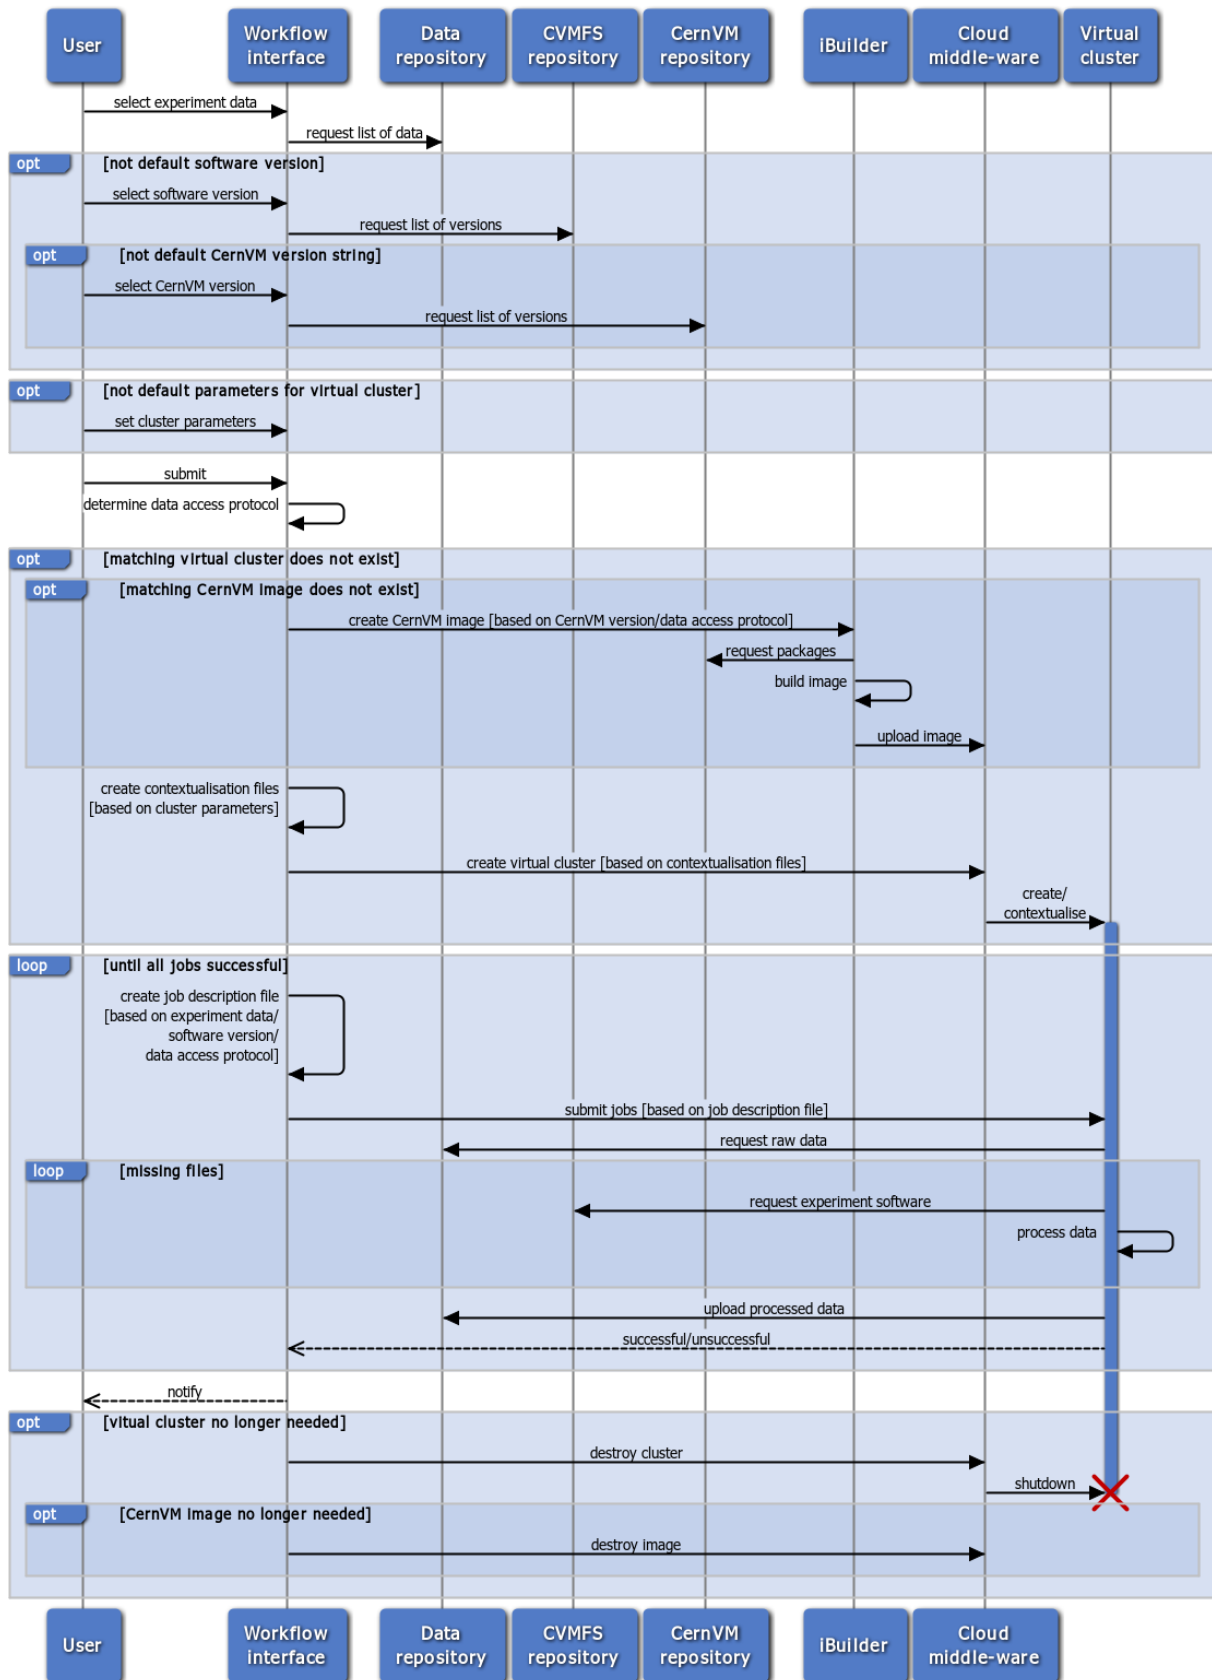 User
Workflow
interface
Data
repository
CVMFS
repository
CernVM
repository
iBuilder
Cloud
middle-ware
Virtual
cluster
select experiment data
request list of data
opt [not default software version]
select software version
request list of versions
opt [not default CernVM version string]
select CernVM version
request list of versions
opt [not default parameters for virtual cluster]
set cluster parameters
submit
determine data access protocol
opt [matching virtual cluster does not exist]
opt [matching CernVM image does not exist]
create CernVM image [based on CernVM version/data access protocol]
request packages
build image
upload image
create contextualisation files
[based on cluster parameters]
create virtual cluster [based on contextualisation files]
create/
contextualise
loop [until all jobs successful]
create job description file
[based on experiment data/
software version/
data access protocol]
submit jobs [based on job description file]
request raw data
loop [missing files]
request experiment software
process data
upload processed data
successful/unsuccessful
notify
opt [vitual cluster no longer needed]
destroy cluster
shutdown
opt [CernVM image no longer needed]
destroy image
User
Workflow
interface
Data
repository
CVMFS
repository
CernVM
repository
iBuilder
Cloud
middle-ware